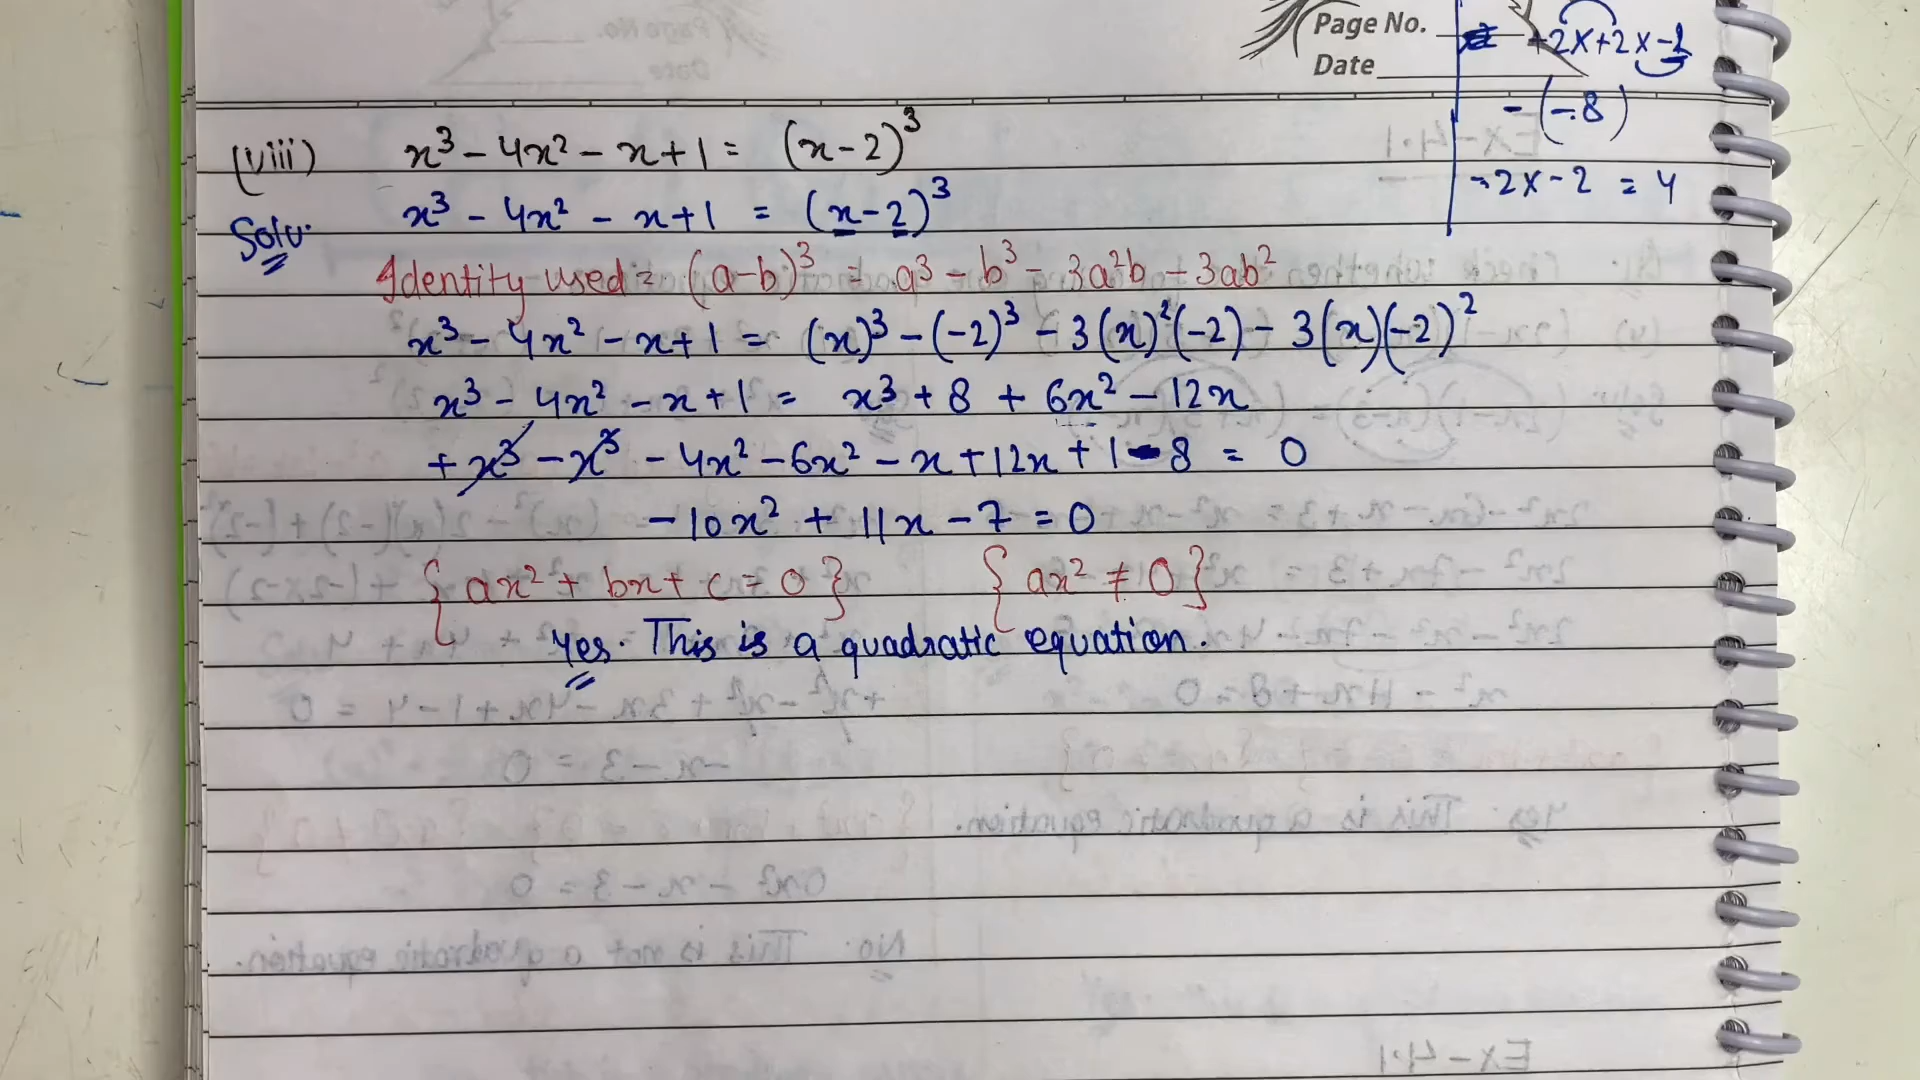 Page No.
Date
+2x+2x-2
-(-8)
-2x-2 = 4
(viii) x³ - 4x² - x + 1 = (x-2)³
Solu. x³ - 4x² - x + 1 = (x-2)³
Identity used = (a-b)³ = a³ - b³ - 3a²b - 3ab²
x³ - 4x² - x + 1 = (x)³ - (-2)³ - 3(x)²(-2) - 3(x)(-2)²
x³ - 4x² - x + 1 = x³ + 8 + 6x² - 12x
+ x³ - x³ - 4x² - 6x² - x + 12x + 1 - 8 = 0
-10x² + 11x - 7 = 0
{ax² + bx + c = 0} {ax² ≠ 0}
Yes. This is a quadratic equation.